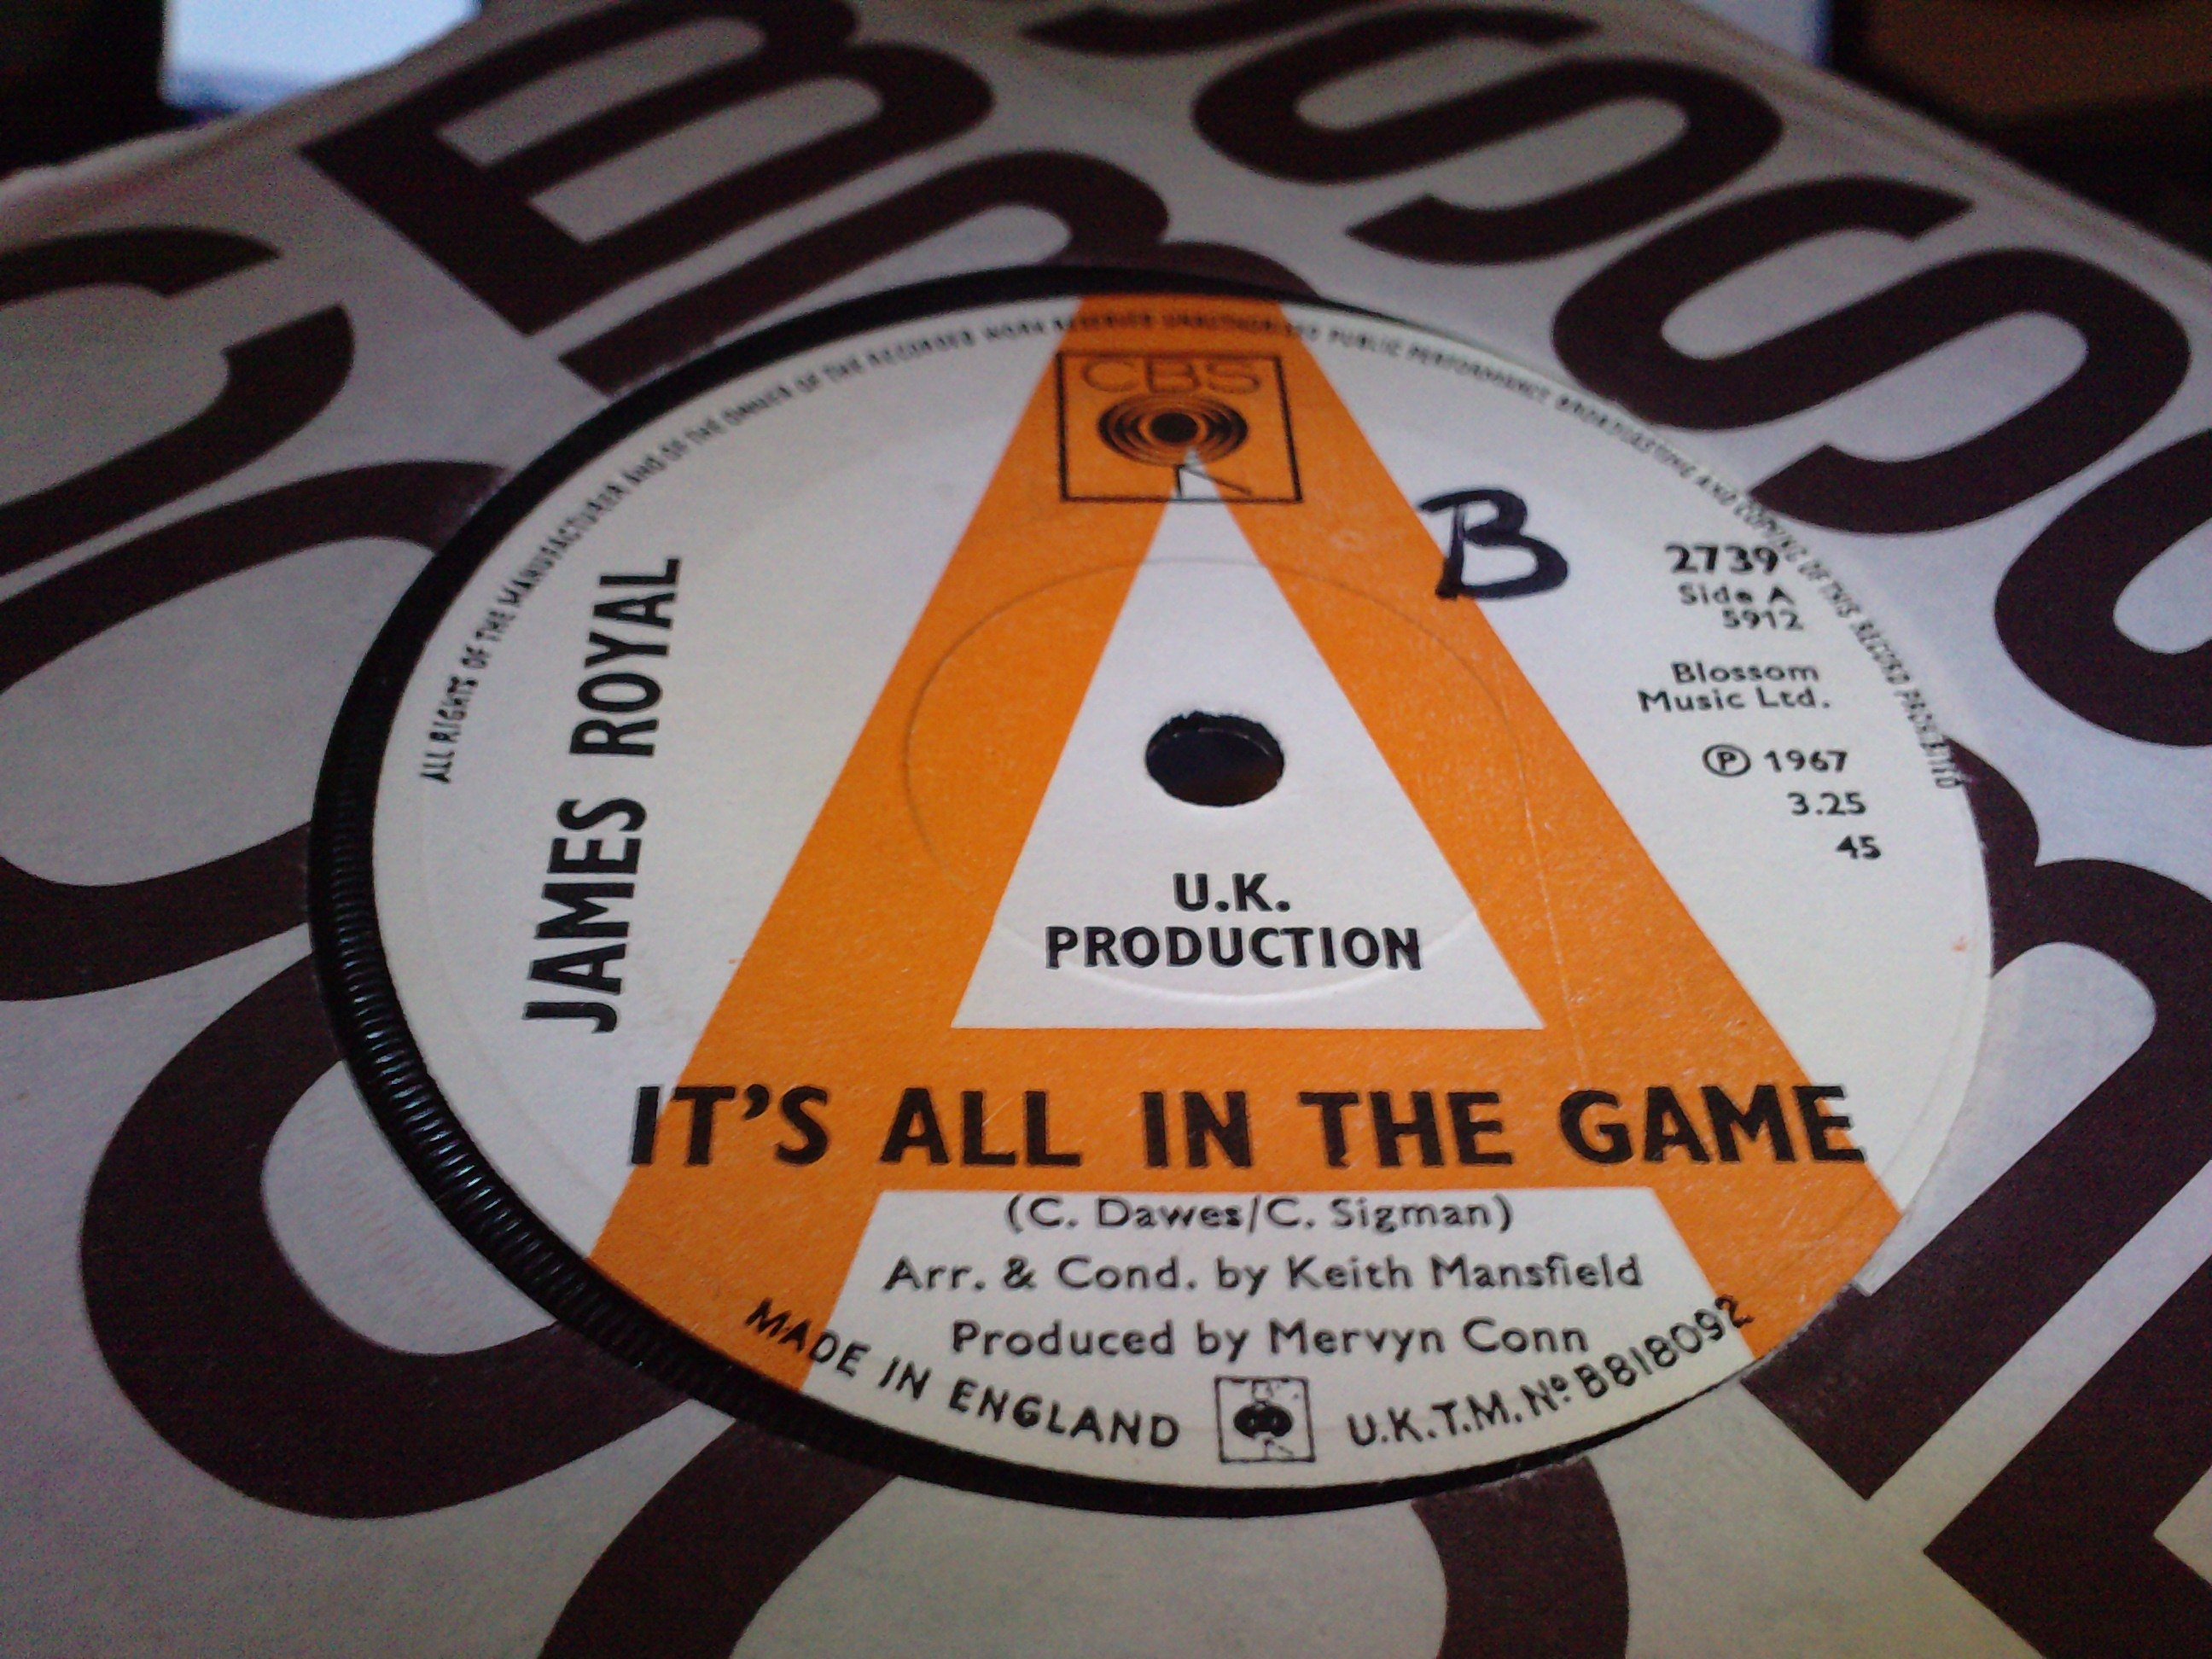 ALL RIGHTS OF THE MANUFACTURER AND OF THE OWNER OF THE RECORDED WORK RESERVED UNAUTHORISED PUBLIC PERFORMANCE BROADCASTING AND COPYING OF THIS RECORD PROHIBITED
CBS
B
2739
Side A
5912
Blossom
Music Ltd.
℗ 1967
3.25
45
JAMES ROYAL
U.K.
PRODUCTION
IT'S ALL IN THE GAME
(C. Dawes/C. Sigman)
Arr. & Cond. by Keith Mansfield
Produced by Mervyn Conn
MADE IN ENGLAND
U.K.T.M. Nº B818092